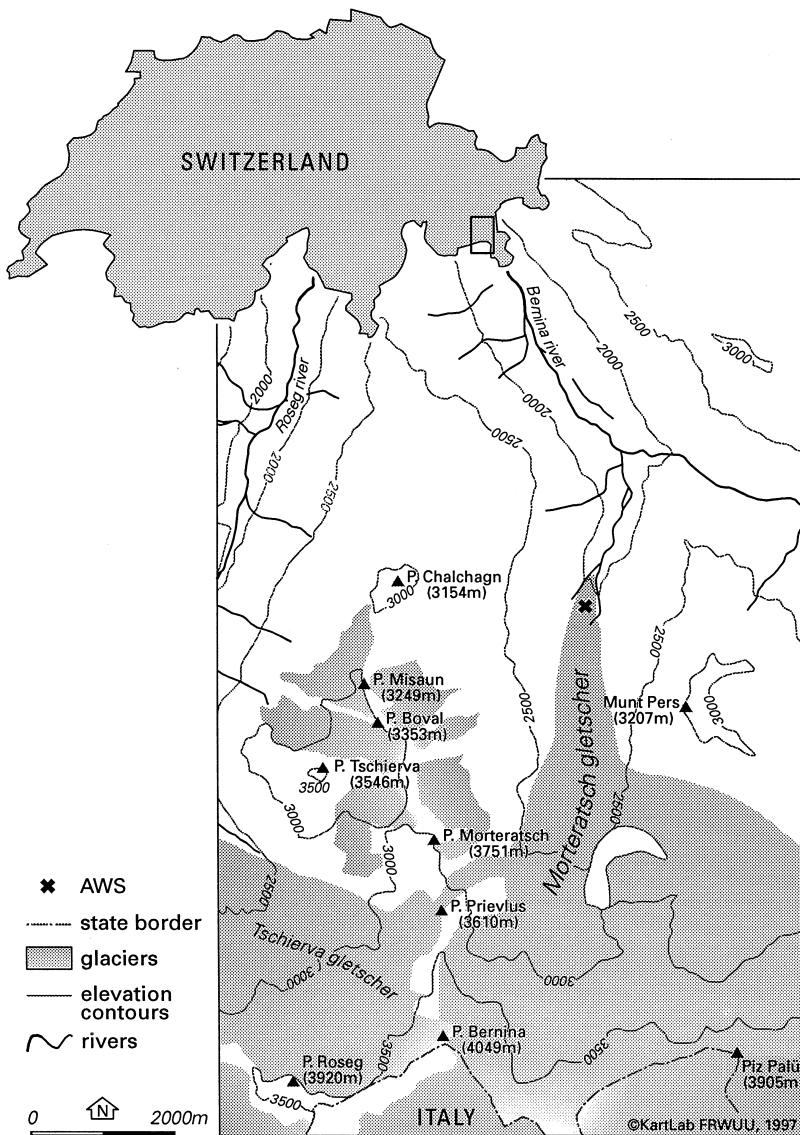 SWITZERLAND
Bernina river
2500
2000
3000
2000
Roseg river
2000
2500
2000
2500
P. Chalchagn
(3154m)
3000
2500
P. Misaun
(3249m)
Munt Pers
(3207m)
3000
P. Boval
(3353m)
2500
Morteratsch gletscher
P. Tschierva
(3546m)
3500
3000
2500
P. Morteratsch
(3751m)
3000
2500
P. Prievlus
(3610m)
Tschierva gletscher
3000
3000
P. Bernina
(4049m)
3500
3500
P. Roseg
(3920m)
3500
Piz Palü
(3905m)
ITALY
AWS
state border
glaciers
elevation
contours
rivers
0
N
2000m
©KartLab FRWUU, 1997